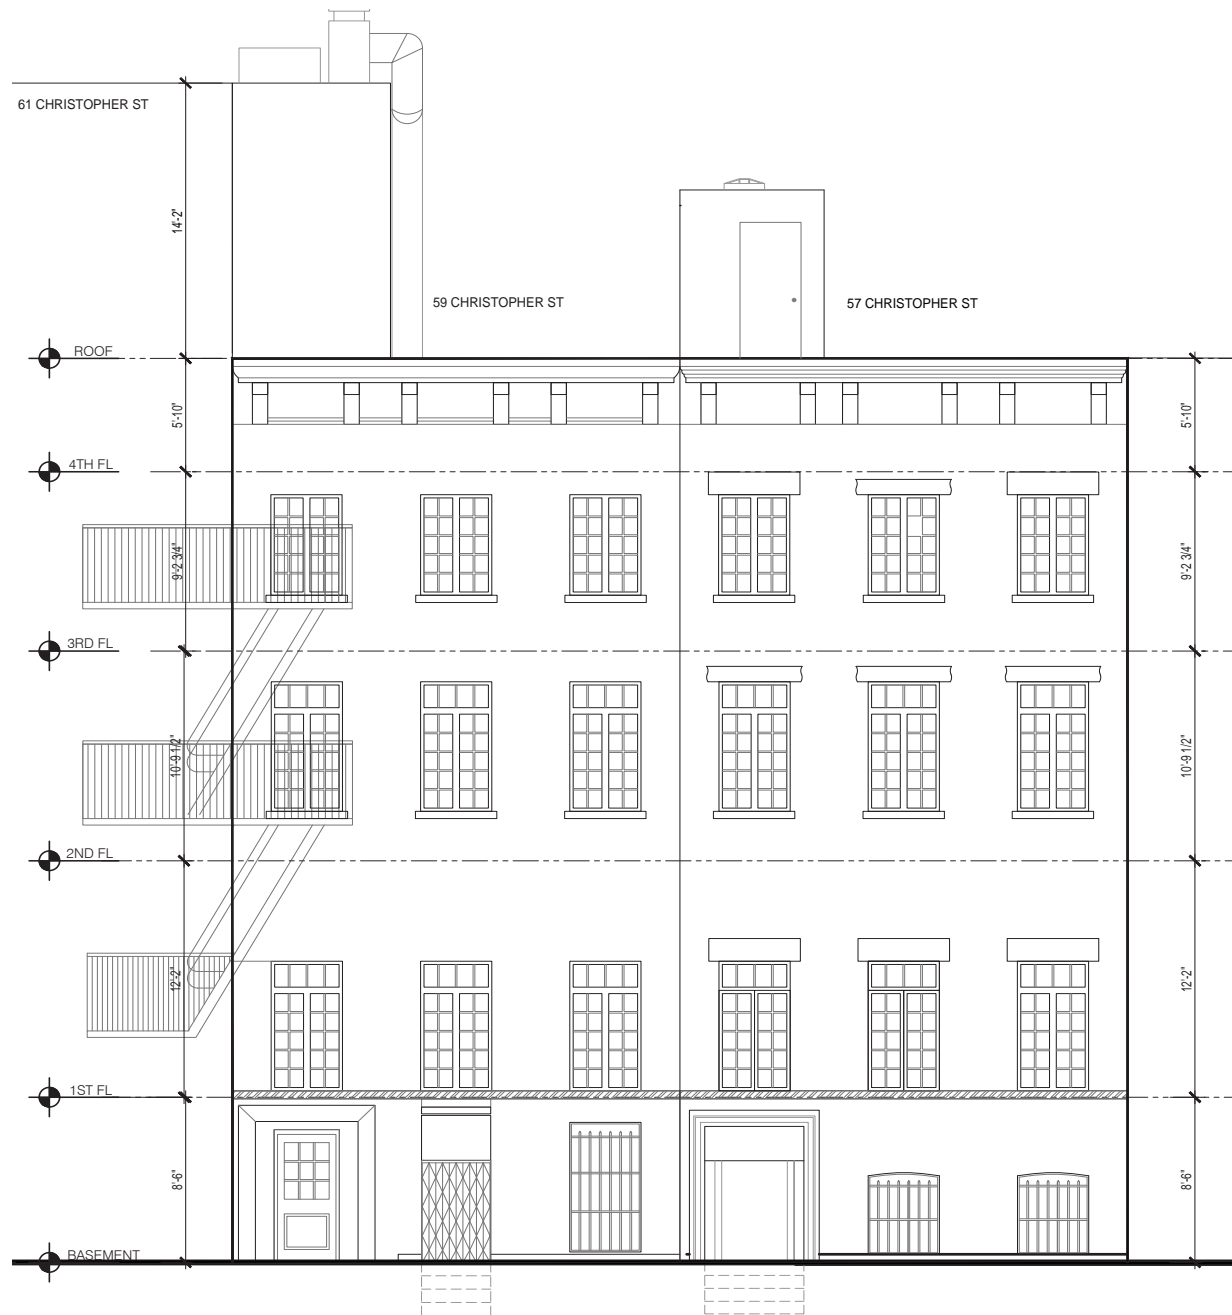 61 CHRISTOPHER ST
14'-2"
59 CHRISTOPHER ST
57 CHRISTOPHER ST
ROOF
5'-10"
5'-10"
4TH FL
9'-2 3/4"
9'-2 3/4"
3RD FL
10'-9 1/2"
10'-9 1/2"
2ND FL
12'-2"
12'-2"
1ST FL
8'-6"
8'-6"
BASEMENT